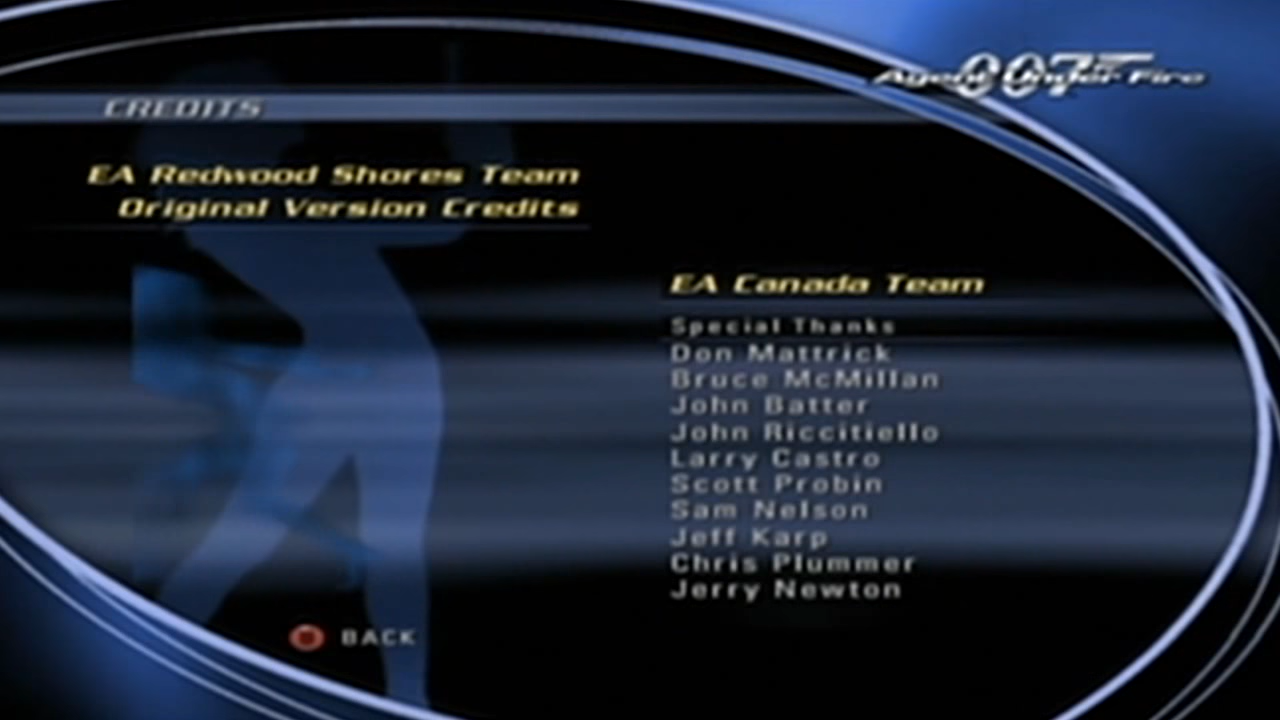 007
Agent Under Fire
CREDITS
EA Redwood Shores Team
Original Version Credits
EA Canada Team
Special Thanks
Don Mattrick
Bruce McMillan
John Batter
John Riccitiello
Larry Castro
Scott Probin
Sam Nelson
Jeff Karp
Chris Plummer
Jerry Newton
BACK